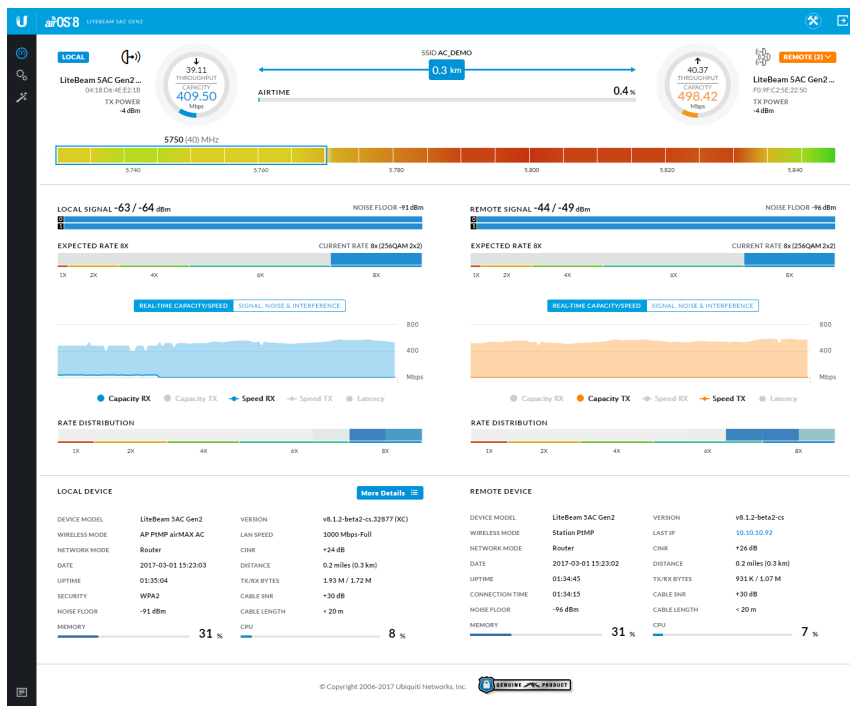 U airOS 8 LITEBEAM 5AC GEN2
LOCAL
LiteBeam 5AC Gen2...
04:18:D6:4E:E2:1B
TX POWER
-4 dBm
39.11
THROUGHPUT
CAPACITY
409.50
Mbps
SSID AC_DEMO
0.3 km
AIRTIME 0.4 %
40.37
THROUGHPUT
CAPACITY
498.42
Mbps
REMOTE (2)
LiteBeam 5AC Gen2...
F0:9F:C2:5E:22:50
TX POWER
-4 dBm
5750 (40) MHz
5,740 5,760 5,780 5,800 5,820 5,840
LOCAL SIGNAL -63 / -64 dBm NOISE FLOOR -91 dBm
0
1
EXPECTED RATE 8X CURRENT RATE 8x (256QAM 2x2)
1X 2X 4X 6X 8X
REAL-TIME CAPACITY/SPEED SIGNAL, NOISE & INTERFERENCE
800
400
Mbps
Capacity RX Capacity TX Speed RX Speed TX Latency
RATE DISTRIBUTION
1X 2X 4X 6X 8X
REMOTE SIGNAL -44 / -49 dBm NOISE FLOOR -96 dBm
0
1
EXPECTED RATE 8X CURRENT RATE 8x (256QAM 2x2)
1X 2X 4X 6X 8X
REAL-TIME CAPACITY/SPEED SIGNAL, NOISE & INTERFERENCE
800
400
Mbps
Capacity RX Capacity TX Speed RX Speed TX Latency
RATE DISTRIBUTION
1X 2X 4X 6X 8X
LOCAL DEVICE More Details
DEVICE MODEL LiteBeam 5AC Gen2 VERSION v8.1.2-beta2-cs.32877 (XC)
WIRELESS MODE AP PtMP airMAX AC LAN SPEED 1000 Mbps-Full
NETWORK MODE Router CINR +24 dB
DATE 2017-03-01 15:23:03 DISTANCE 0.2 miles (0.3 km)
UPTIME 01:35:04 TX/RX BYTES 1.93 M / 1.72 M
SECURITY WPA2 CABLE SNR +30 dB
NOISE FLOOR -91 dBm CABLE LENGTH < 20 m
MEMORY 31 % CPU 8 %
REMOTE DEVICE
DEVICE MODEL LiteBeam 5AC Gen2 VERSION v8.1.2-beta2-cs
WIRELESS MODE Station PtMP LAST IP 10.10.10.92
NETWORK MODE Router CINR +26 dB
DATE 2017-03-01 15:23:02 DISTANCE 0.2 miles (0.3 km)
UPTIME 01:34:45 TX/RX BYTES 931 K / 1.07 M
CONNECTION TIME 01:34:15 CABLE SNR +30 dB
NOISE FLOOR -96 dBm CABLE LENGTH < 20 m
MEMORY 31 % CPU 7 %
© Copyright 2006-2017 Ubiquiti Networks, Inc. GENUINE PRODUCT